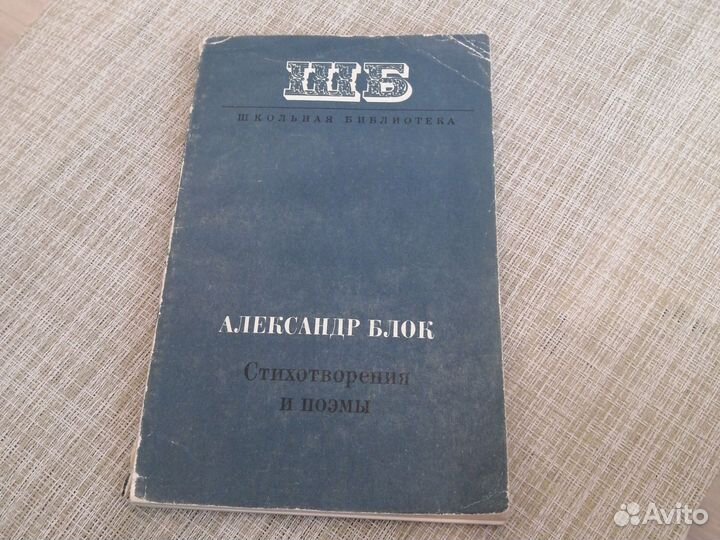 ШБ
ШКОЛЬНАЯ БИБЛИОТЕКА
АЛЕКСАНДР БЛОК
Стихотворения
и поэмы
Avito